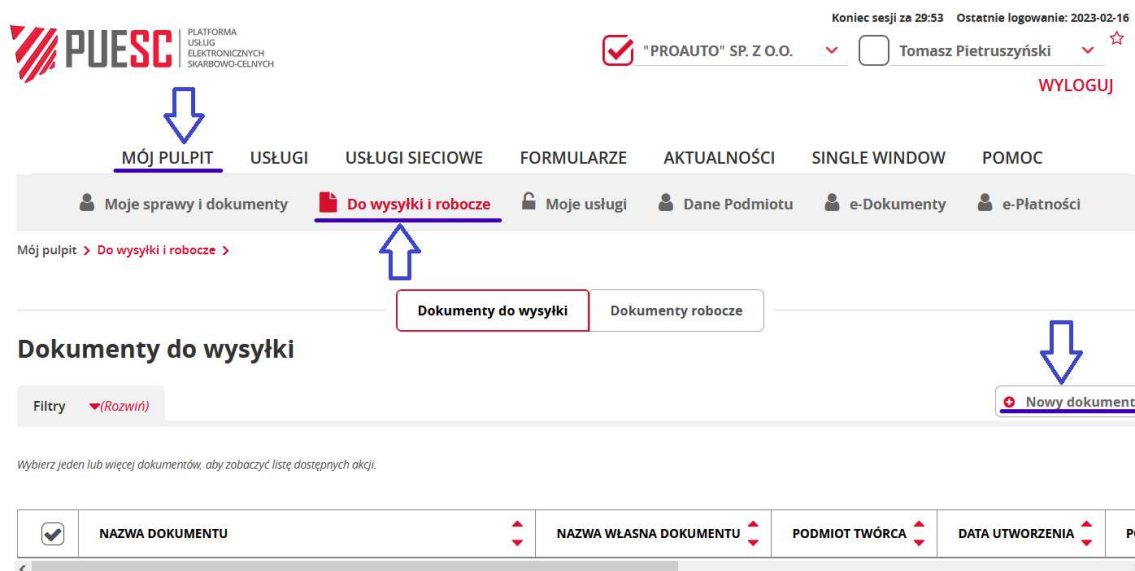 Koniec sesji za 29:53 Ostatnie logowanie: 2023-02-16
PUESC
PLATFORMA
USŁUG
ELEKTRONICZNYCH
SKARBOWO-CELNYCH
"PROAUTO" SP. Z O.O. Tomasz Pietruszyński
WYLOGUJ
MÓJ PULPIT USŁUGI USŁUGI SIECIOWE FORMULARZE AKTUALNOŚCI SINGLE WINDOW POMOC
Moje sprawy i dokumenty Do wysyłki i robocze Moje usługi Dane Podmiotu e-Dokumenty e-Płatności
Mój pulpit > Do wysyłki i robocze >
Dokumenty do wysyłki Dokumenty robocze
Dokumenty do wysyłki
Filtry (Rozwiń)
Nowy dokument
Wybierz jeden lub więcej dokumentów, aby zobaczyć listę dostępnych akcji.
NAZWA DOKUMENTU NAZWA WŁASNA DOKUMENTU PODMIOT TWÓRCA DATA UTWORZENIA